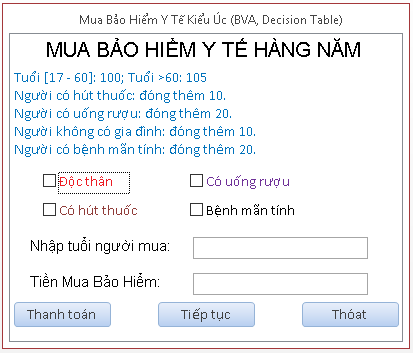 Mua Bảo Hiểm Y Tế Kiểu Úc (BVA, Decision Table)
MUA BẢO HIỂM Y TẾ HÀNG NĂM
Tuổi [17 - 60]: 100; Tuổi >60: 105
Người có hút thuốc: đóng thêm 10.
Người có uống rượu: đóng thêm 20.
Người không có gia đình: đóng thêm 10.
Người có bệnh mãn tính: đóng thêm 20.
Độc thân Có uống rượu
Có hút thuốc Bệnh mãn tính
Nhập tuổi người mua:
Tiền Mua Bảo Hiểm:
Thanh toán Tiếp tục Thoát